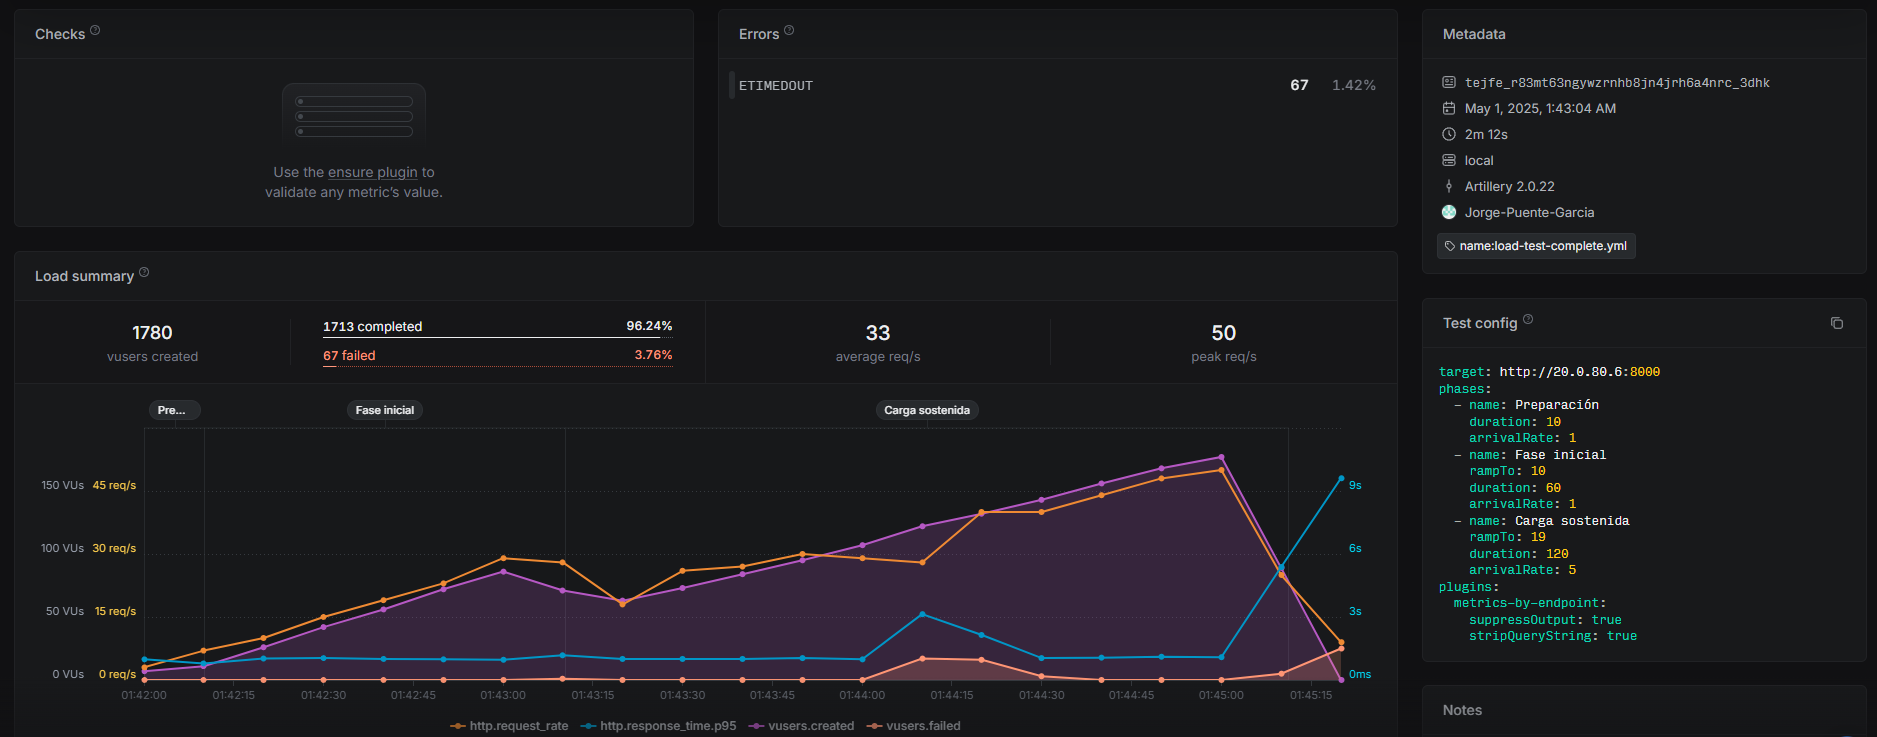 Checks
Use the ensure plugin to
validate any metric's value.
Errors
ETIMEDOUT 67 1.42%
Load summary
1780
vusers created
1713 completed 96.24%
67 failed 3.76%
33
average req/s
50
peak req/s
Pre...
Fase inicial
Carga sostenida
150 VUs 45 req/s 9s
100 VUs 30 req/s 6s
50 VUs 15 req/s 3s
0 VUs 0 req/s 0ms
01:42:00 01:42:15 01:42:30 01:42:45 01:43:00 01:43:15 01:43:30 01:43:45 01:44:00 01:44:15 01:44:30 01:44:45 01:45:00 01:45:15
http.request_rate http.response_time.p95 vusers.created vusers.failed
Metadata
tejfe_r83mt63ngywzrnhb8jn4jrh6a4nrc_3dhk
May 1, 2025, 1:43:04 AM
2m 12s
local
Artillery 2.0.22
Jorge-Puente-Garcia
name:load-test-complete.yml
Test config
target: http://20.0.80.6:8000
phases:
- name: Preparación
duration: 10
arrivalRate: 1
- name: Fase inicial
rampTo: 10
duration: 60
arrivalRate: 1
- name: Carga sostenida
rampTo: 19
duration: 120
arrivalRate: 5
plugins:
metrics-by-endpoint:
suppressOutput: true
stripQueryString: true
Notes